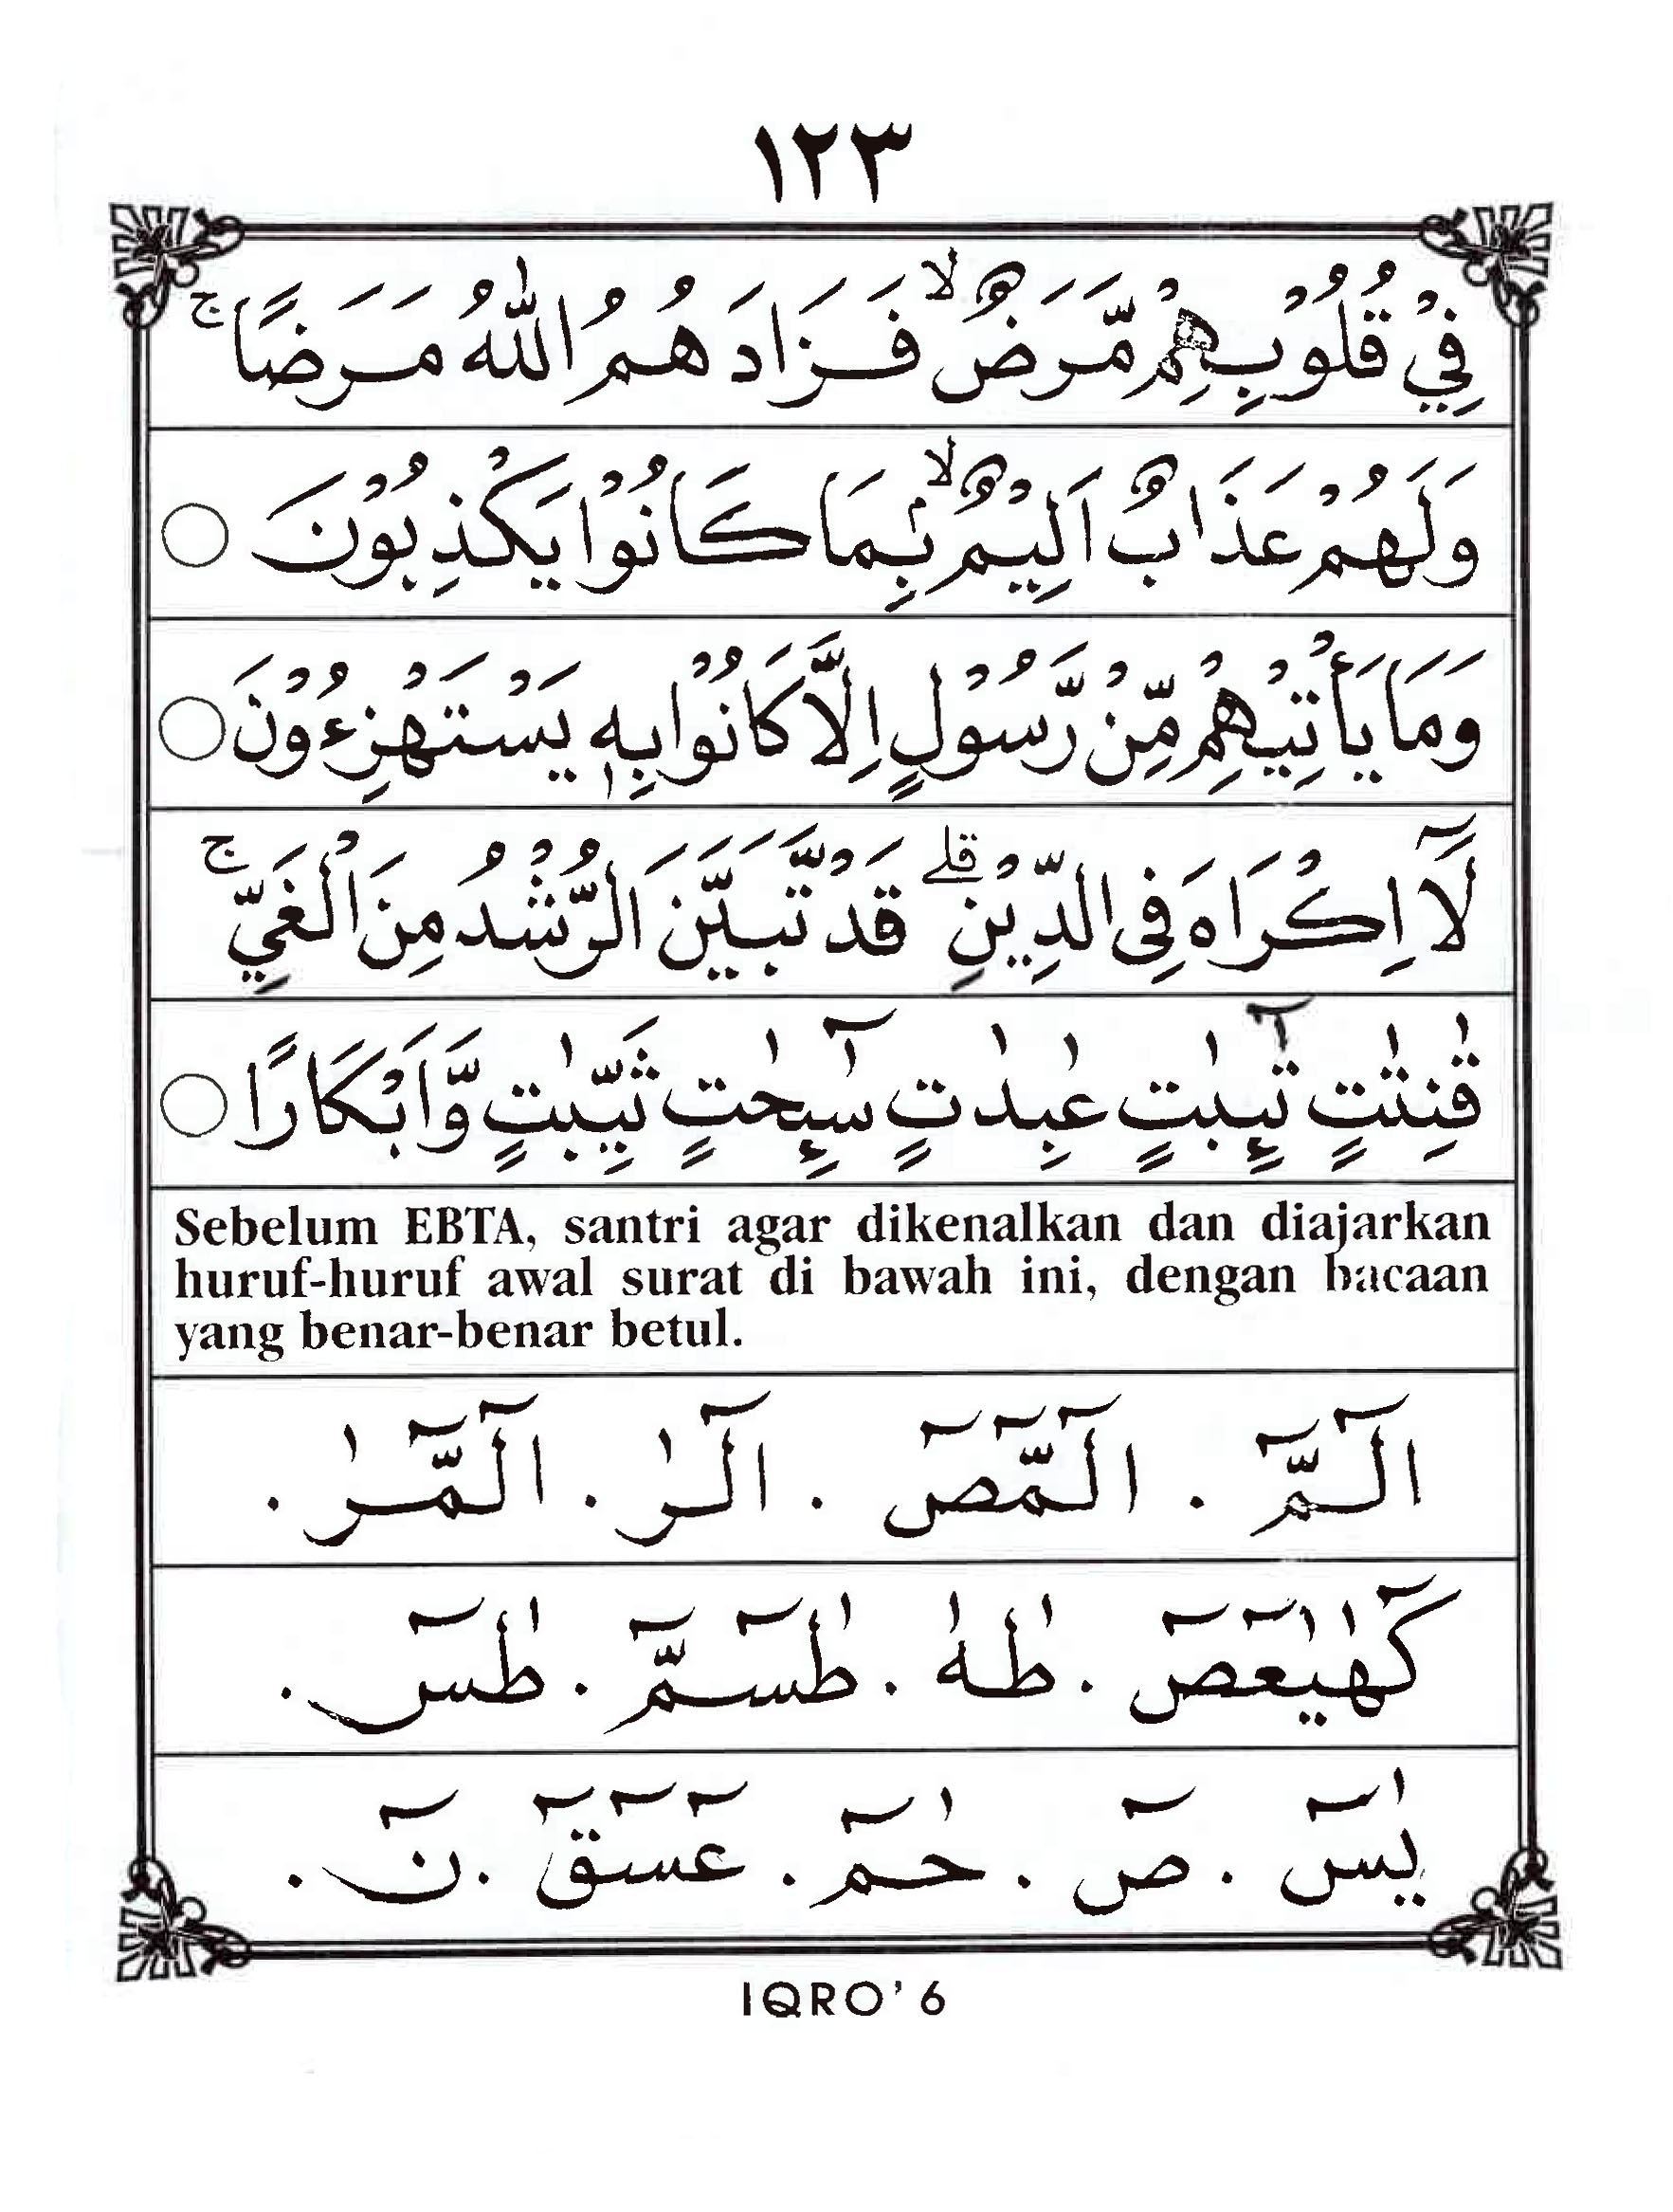 ١٢٣
فِيْ قُلُوْبِهِمْ مَّرَضٌ ۙ فَزَادَهُمُ اللّٰهُ مَرَضًا ۚ
وَلَهُمْ عَذَابٌ اَلِيْمٌ ۙ بِۢمَا كَانُوْا يَكْذِبُوْنَ ○
وَمَا يَأْتِيْهِمْ مِّنْ رَّسُوْلٍ اِلَّا كَانُوْا بِهٖ يَسْتَهْزِءُوْنَ ○
لَآ اِكْرَاهَ فِى الدِّيْنِ ۗ قَدْ تَّبَيَّنَ الرُّشْدُ مِنَ الْغَيِّ ۚ
قٰنِتٰتٍ تٰۤىِٕبٰتٍ عٰبِدٰتٍ سٰۤىِٕحٰتٍ ثَيِّبٰتٍ وَّاَبْكَارًا ○
Sebelum EBTA, santri agar dikenalkan dan diajarkan
huruf-huruf awal surat di bawah ini, dengan bacaan
yang benar-benar betul.
الٓمّٓ . الٓمّٓصٓ . الٓرٰ . الٓمّٓرٰ .
كٓهٰيٰعٓصٓ . طٰهٰ . طٰسٓمّٓ . طٰسٓ .
يٰسٓ . صٓ . حٰمٓ . عٓسٓقٓ . نٓ .
IQRO' 6